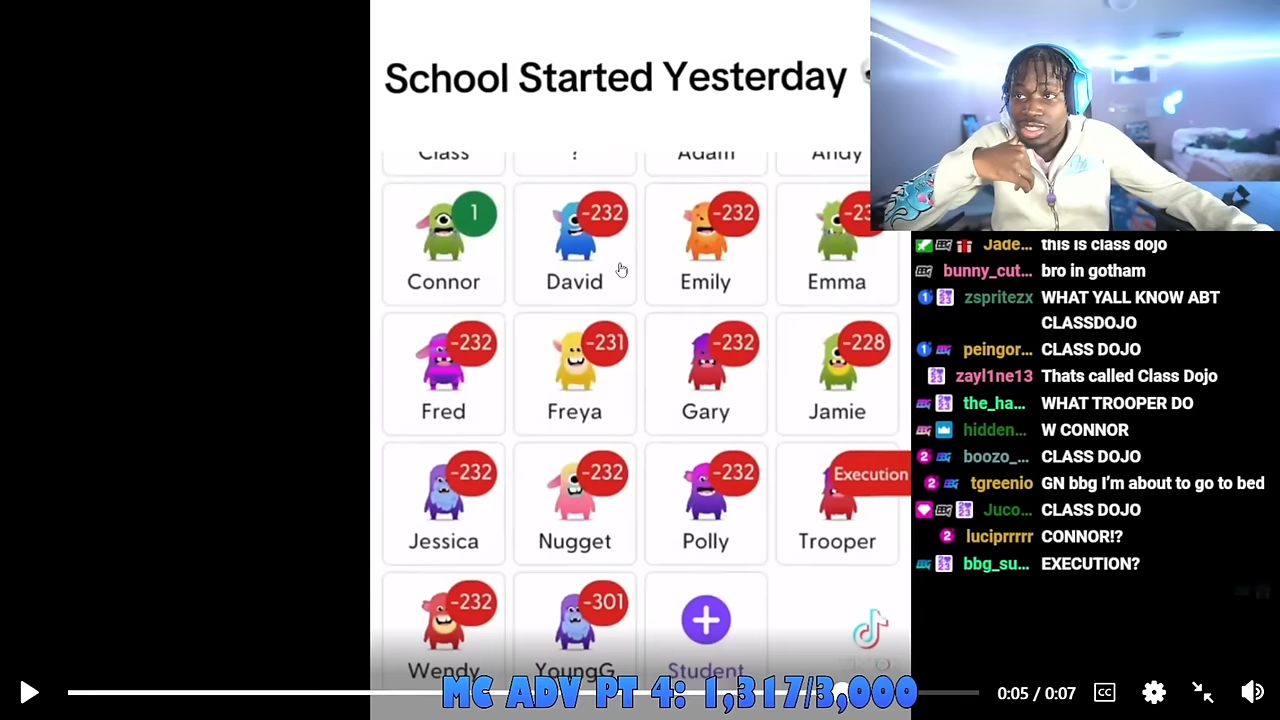 School Started Yesterday
Class ? Adam Andy
1 -232 -232 -23
Connor David Emily Emma
-232 -231 -232 -228
Fred Freya Gary Jamie
-232 -232 -232 Execution
Jessica Nugget Polly Trooper
-232 -301
Wendy YoungG Student
MC ADV PT 4: 1,317/3,000
0:05 / 0:07
CC
Jade... this is class dojo
bunny_cut... bro in gotham
zspritezx WHAT YALL KNOW ABT
CLASSDOJO
peingor... CLASS DOJO
zayl1ne13 Thats called Class Dojo
the_ha... WHAT TROOPER DO
hidden... W CONNOR
boozo_... CLASS DOJO
tgreenio GN bbg I’m about to go to bed
Juco... CLASS DOJO
luciprrrrr CONNOR!?
bbg_su... EXECUTION?